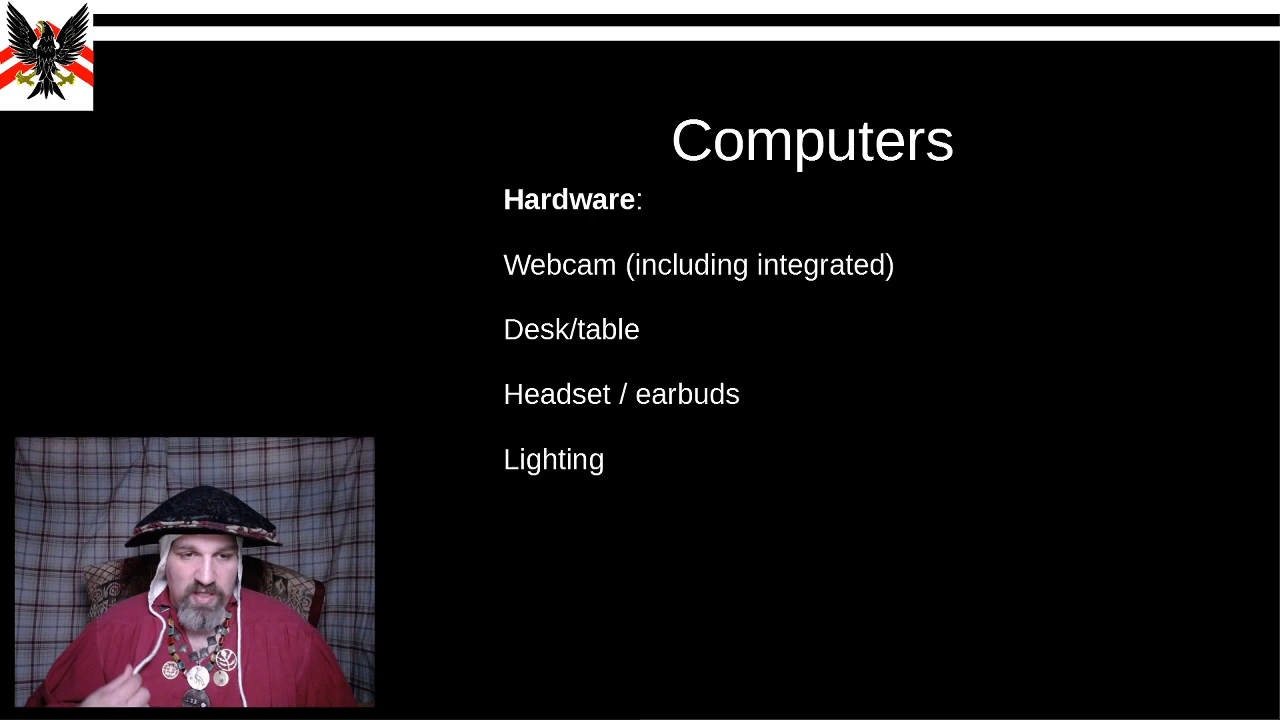 Computers
Hardware:
Webcam (including integrated)
Desk/table
Headset / earbuds
Lighting